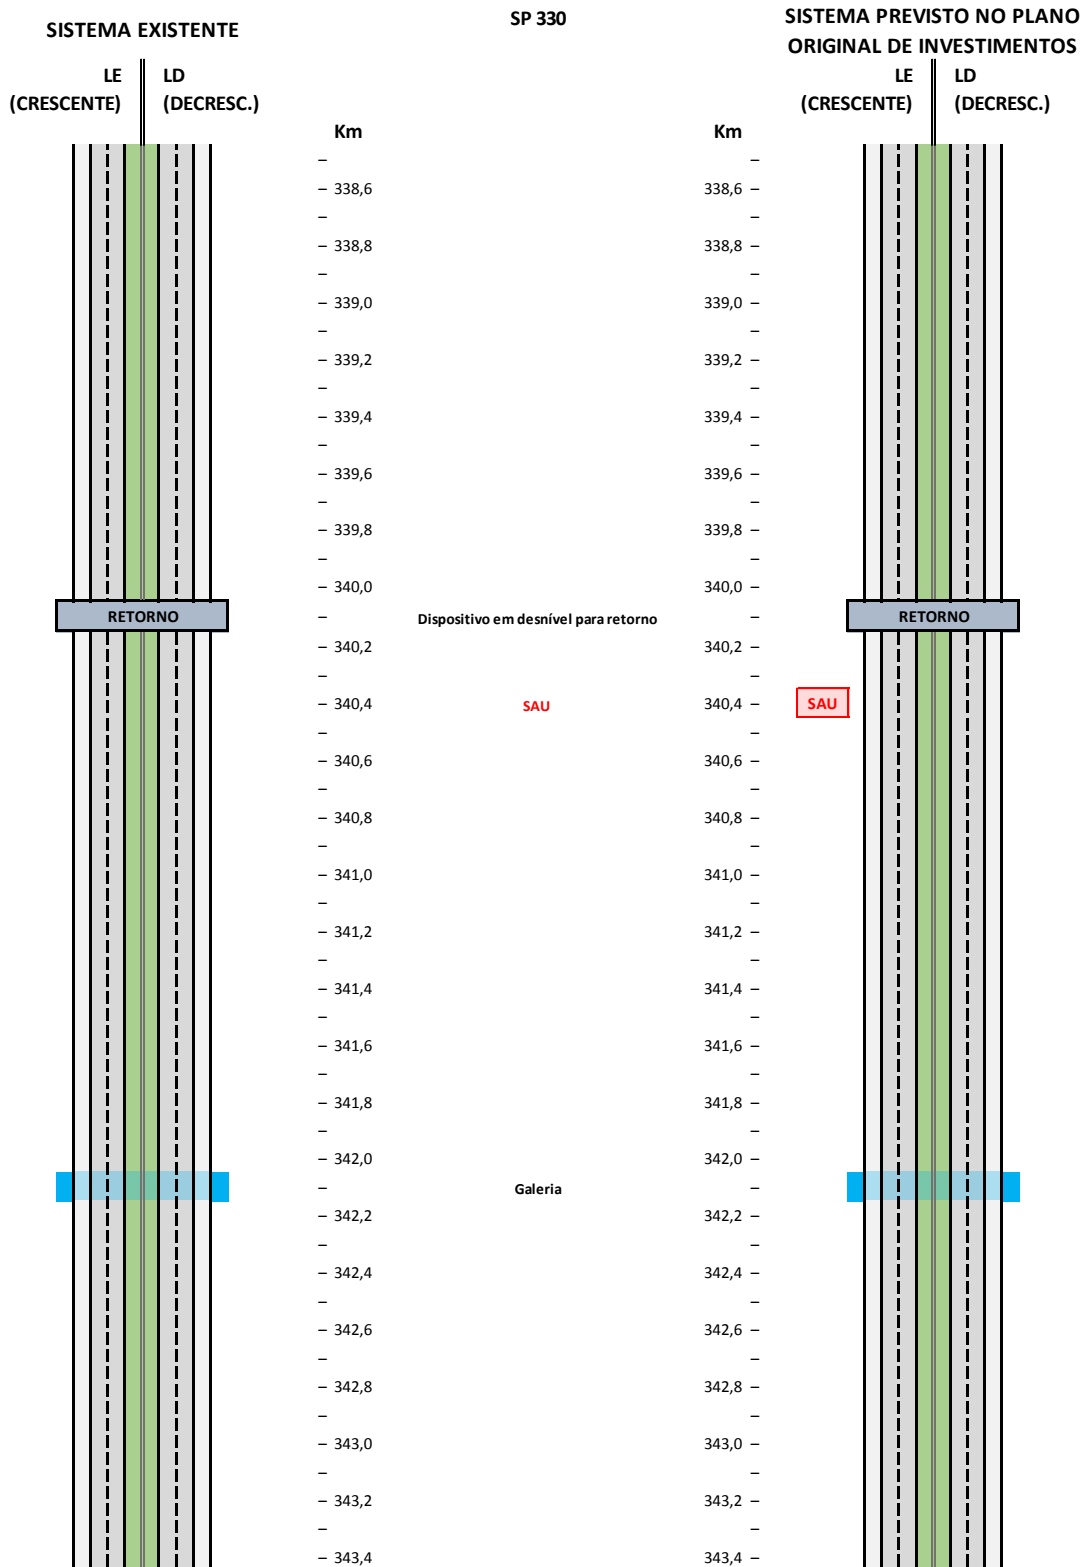 SISTEMA EXISTENTE
SP 330
SISTEMA PREVISTO NO PLANO
ORIGINAL DE INVESTIMENTOS
LE LD
(CRESCENTE) (DECRESC.)
LE LD
(CRESCENTE) (DECRESC.)
Km Km
338,6 338,6
338,8 338,8
339,0 339,0
339,2 339,2
339,4 339,4
339,6 339,6
339,8 339,8
340,0 340,0
RETORNO Dispositivo em desnível para retorno RETORNO
340,2 340,2
340,4 SAU 340,4 SAU
340,6 340,6
340,8 340,8
341,0 341,0
341,2 341,2
341,4 341,4
341,6 341,6
341,8 341,8
342,0 342,0
Galeria
342,2 342,2
342,4 342,4
342,6 342,6
342,8 342,8
343,0 343,0
343,2 343,2
343,4 343,4